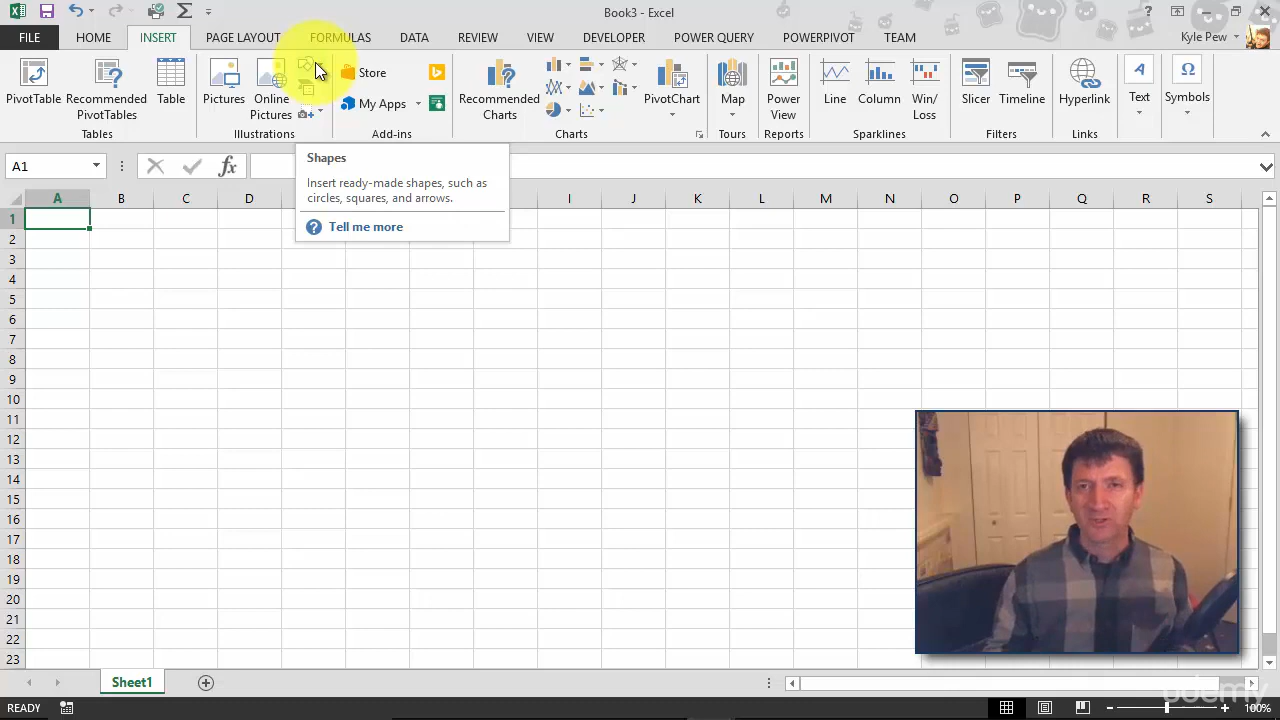 Book3 - Excel
FILE HOME INSERT PAGE LAYOUT FORMULAS DATA REVIEW VIEW DEVELOPER POWER QUERY POWERPIVOT TEAM Kyle Pew
PivotTable
Recommended
PivotTables
Table
Tables
Pictures
Online
Pictures
Illustrations
Store
My Apps
Add-ins
Recommended
Charts
Charts
PivotChart
Map
Tours
Power
View
Reports
Line
Column
Win/
Loss
Sparklines
Slicer
Timeline
Filters
Hyperlink
Links
Text
Symbols
A1
fx
Shapes
Insert ready-made shapes, such as
circles, squares, and arrows.
Tell me more
A B C D I J K L M N O P Q R S
1
2
3
4
5
6
7
8
9
10
11
12
13
14
15
16
17
18
19
20
21
22
23
Sheet1
READY
100%
udemy